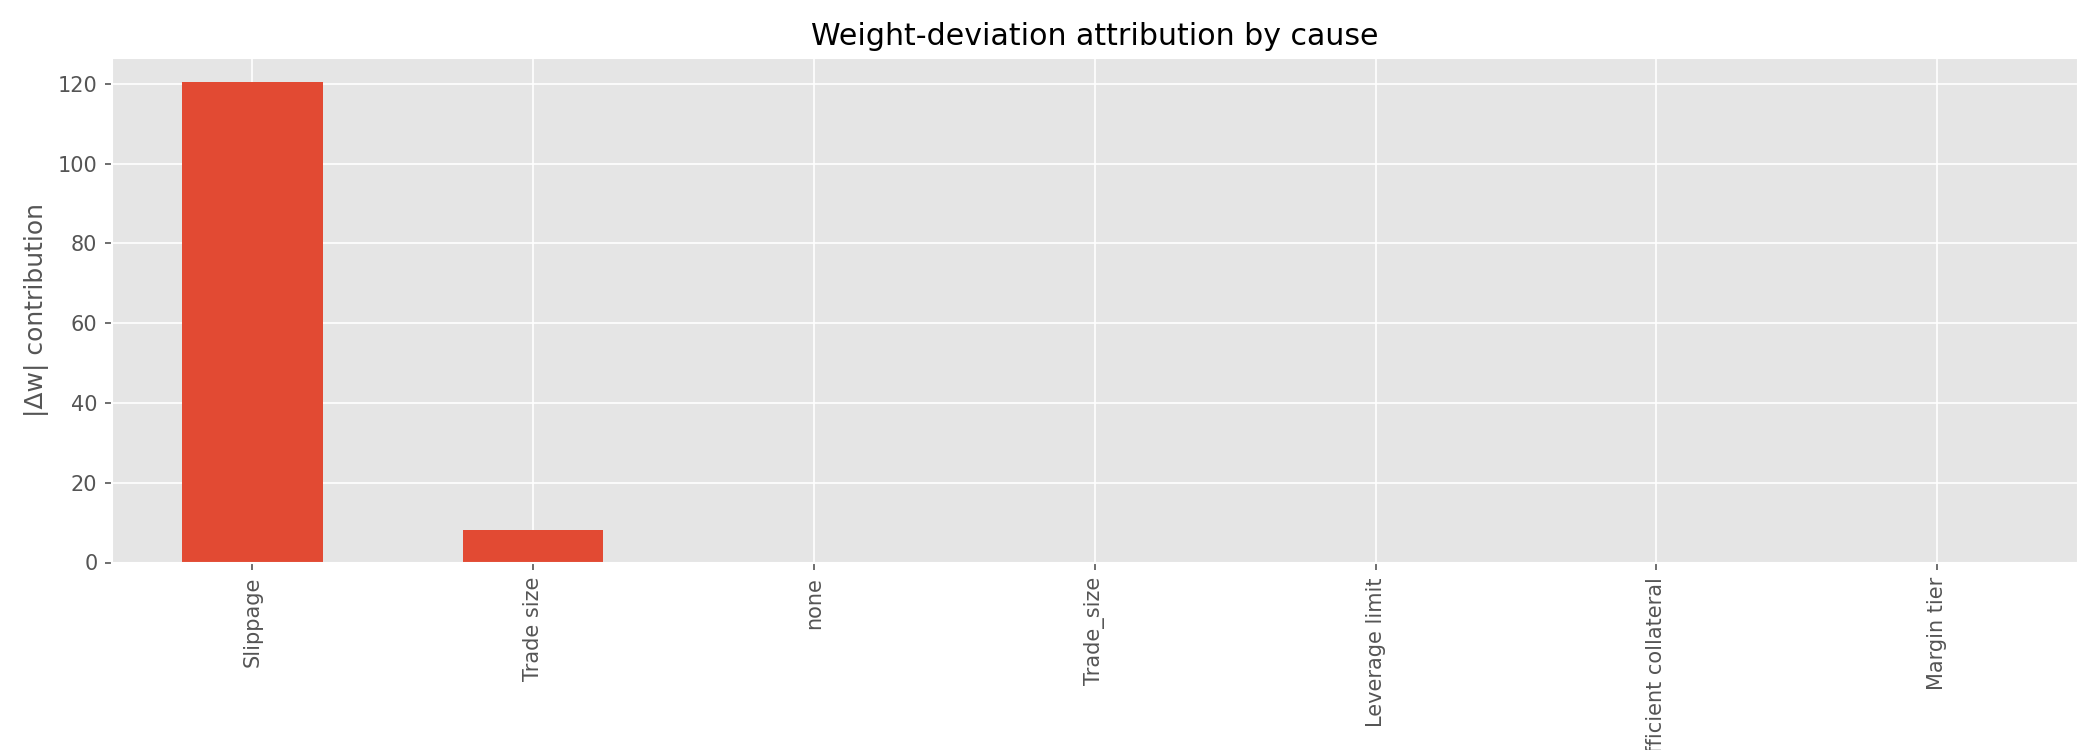 Weight-deviation attribution by cause
|Δw| contribution
120
100
80
60
40
20
0
Slippage
Trade size
none
Trade_size
Leverage limit
fficient collateral
Margin tier